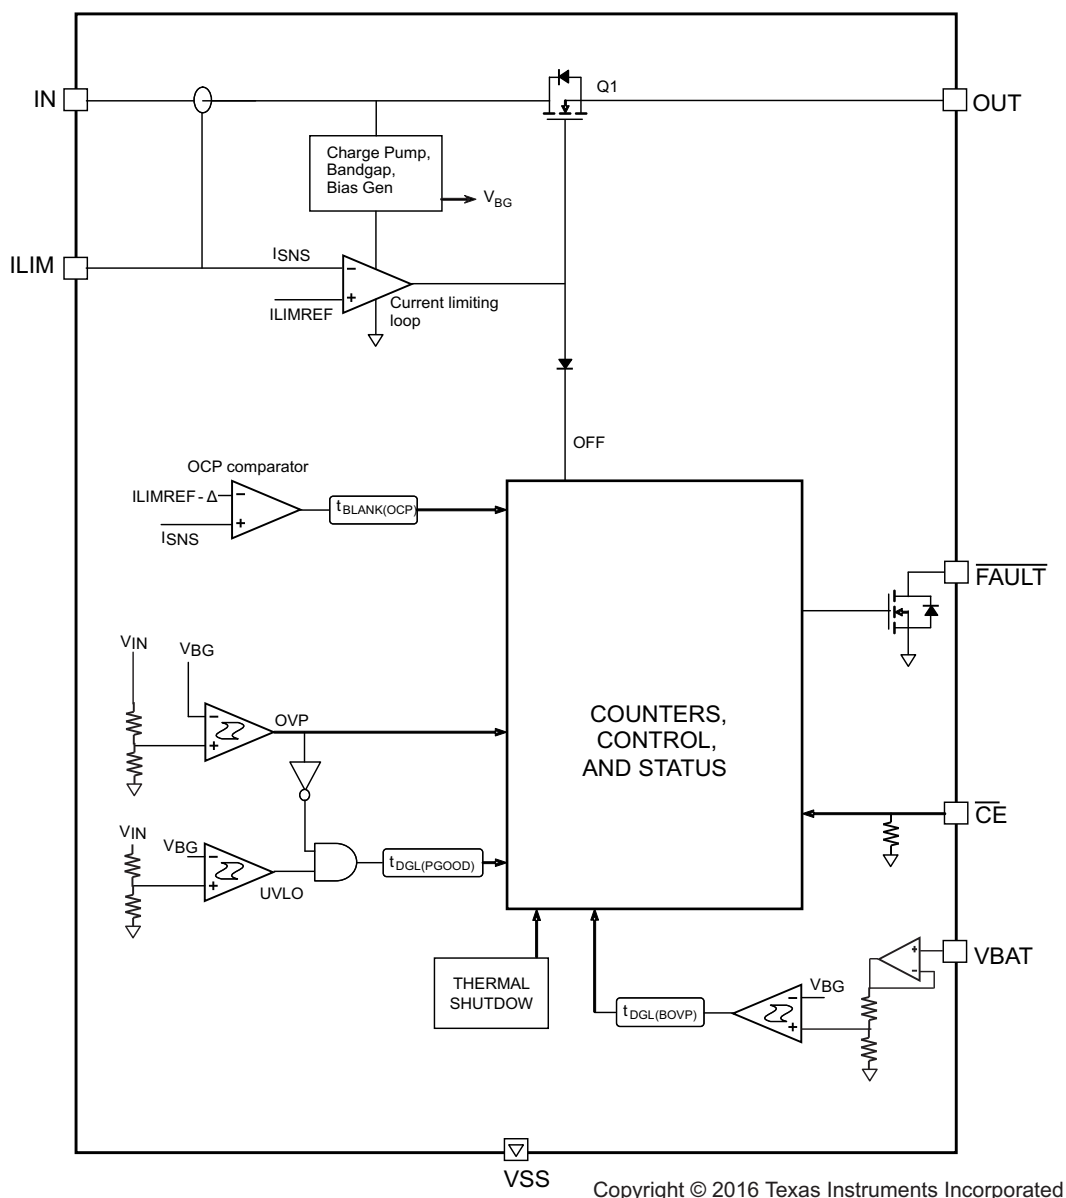 Q1
IN
OUT
Charge Pump,
Bandgap,
Bias Gen
VBG
ISNS
ILIM
−
+
ILIMREF
Current limiting
loop
OFF
OCP comparator
ILIMREF - Δ
−
+
ISNS
tBLANK(OCP)
FAULT
VIN
VBG
−
+
OVP
COUNTERS,
CONTROL,
AND STATUS
CE
VIN
VBG
−
+
UVLO
tDGL(PGOOD)
VBAT
+
−
THERMAL
SHUTDOW
tDGL(BOVP)
VBG
−
+
VSS
Copyright © 2016 Texas Instruments Incorporated